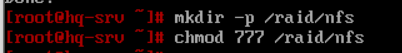 [root@hq-srv ~]# mkdir -p /raid/nfs
[root@hq-srv ~]# chmod 777 /raid/nfs